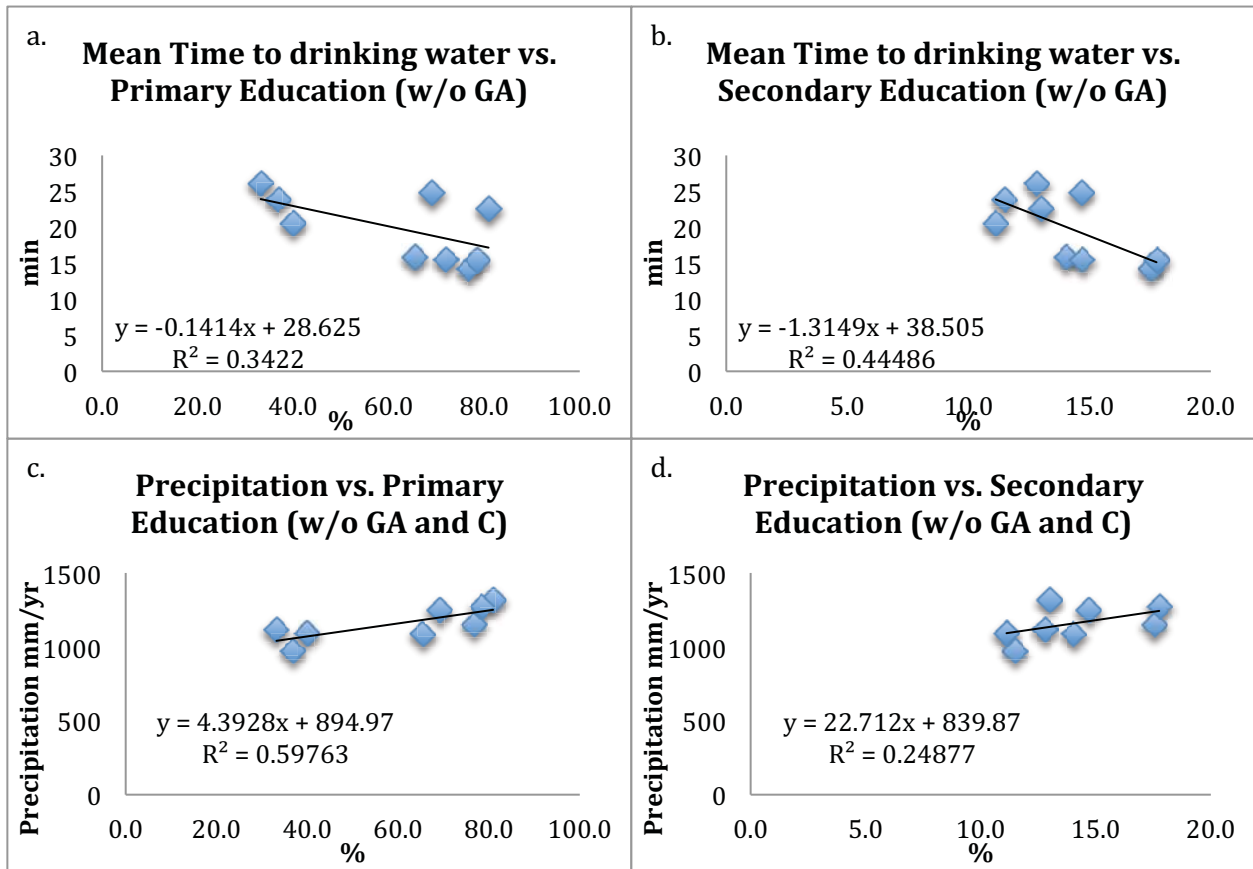 a.
Mean Time to drinking water vs.
Primary Education (w/o GA)
30
25
20
15
10
5
0
min
y = -0.1414x + 28.625
R² = 0.3422
0.0 20.0 40.0 60.0 80.0 100.0
%
b.
Mean Time to drinking water vs.
Secondary Education (w/o GA)
30
25
20
15
10
5
0
min
y = -1.3149x + 38.505
R² = 0.44486
0.0 5.0 10.0 15.0 20.0
%
c.
Precipitation vs. Primary
Education (w/o GA and C)
1500
1000
500
0
Precipitation mm/yr
y = 4.3928x + 894.97
R² = 0.59763
0.0 20.0 40.0 60.0 80.0 100.0
%
d.
Precipitation vs. Secondary
Education (w/o GA and C)
1500
1000
500
0
Precipitation mm/yr
y = 22.712x + 839.87
R² = 0.24877
0.0 5.0 10.0 15.0 20.0
%